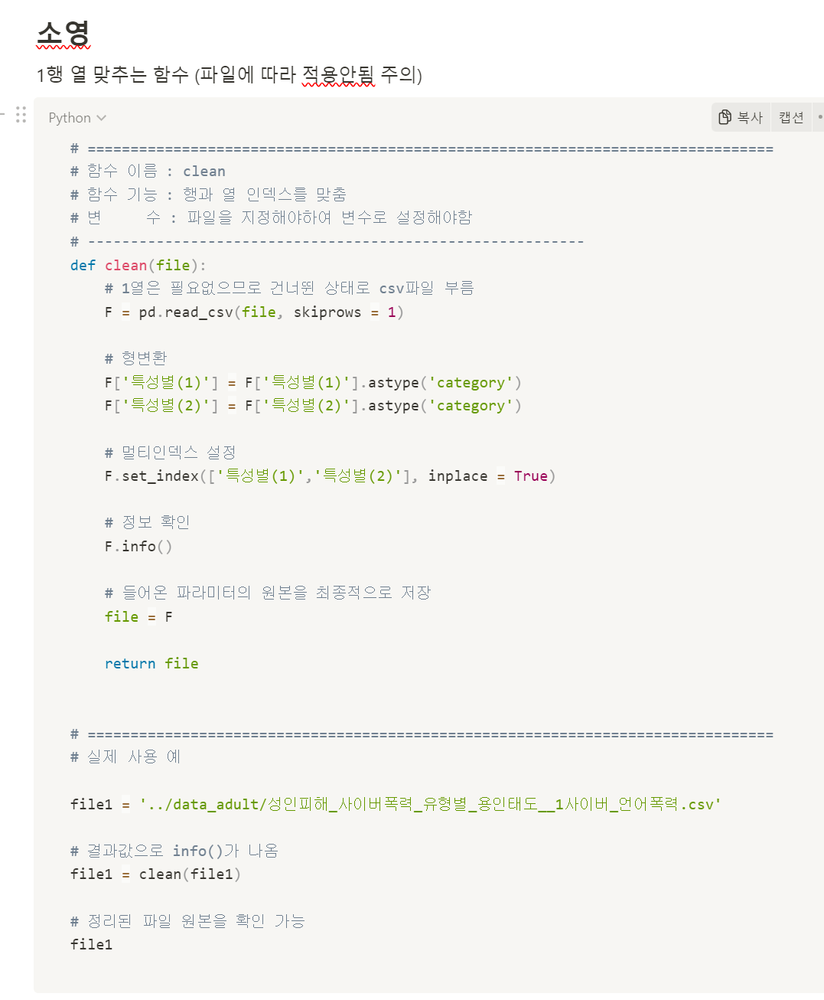 소영
1행 열 맞추는 함수 (파일에 따라 적용안됨 주의)
Python
복사 캡션
# ================================================================================
# 함수 이름 : clean
# 함수 기능 : 행과 열 인덱스를 맞춤
# 변     수 : 파일을 지정해야하여 변수로 설정해야함
# ----------------------------------------------------------
def clean(file):
    # 1열은 필요없으므로 건너뛴 상태로 csv파일 부름
    F = pd.read_csv(file, skiprows = 1)
    # 형변환
    F['특성별(1)'] = F['특성별(1)'].astype('category')
    F['특성별(2)'] = F['특성별(2)'].astype('category')
    # 멀티인덱스 설정
    F.set_index(['특성별(1)','특성별(2)'], inplace = True)
    # 정보 확인
    F.info()
    # 들어온 파라미터의 원본을 최종적으로 저장
    file = F
    return file
# ================================================================================
# 실제 사용 예
file1 = '../data_adult/성인피해_사이버폭력_유형별_용인태도__1사이버_언어폭력.csv'
# 결과값으로 info()가 나옴
file1 = clean(file1)
# 정리된 파일 원본을 확인 가능
file1